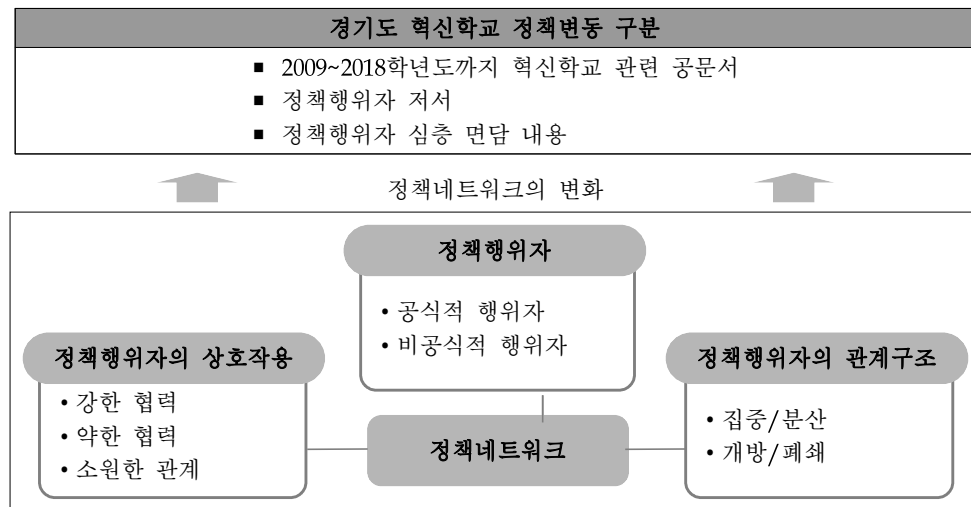 경기도 혁신학교 정책변동 구분
▪ 2009~2018학년도까지 혁신학교 관련 공문서
▪ 정책행위자 저서
▪ 정책행위자 심층 면담 내용
정책네트워크의 변화
정책행위자
• 공식적 행위자
• 비공식적 행위자
정책행위자의 상호작용
• 강한 협력
• 약한 협력
• 소원한 관계
정책네트워크
정책행위자의 관계구조
• 집중/분산
• 개방/폐쇄